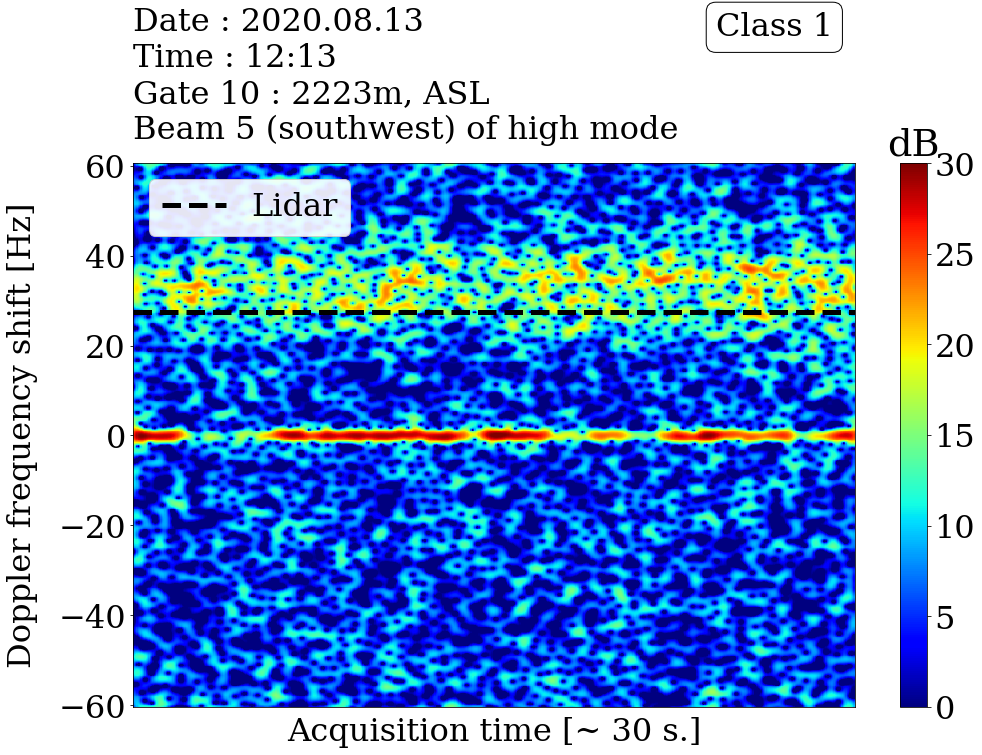 Date : 2020.08.13
Class 1
Time : 12:13
Gate 10 : 2223m, ASL
Beam 5 (southwest) of high mode
dB
Lidar
60
40
20
0
−20
−40
−60
Doppler frequency shift [Hz]
Acquisition time [~ 30 s.]
30
25
20
15
10
5
0